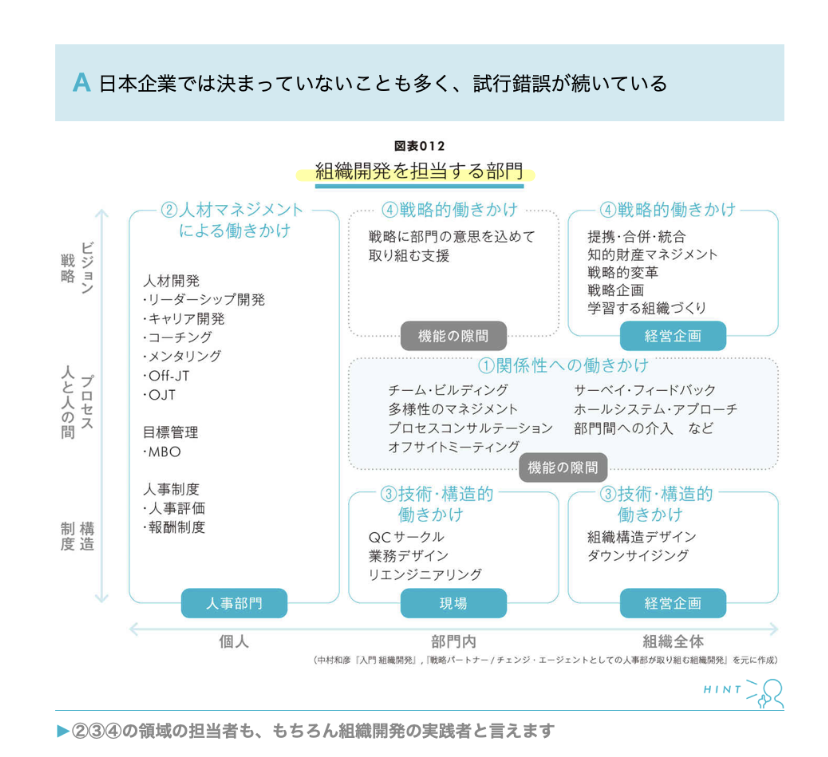 A 日本企業では決まっていないことも多く、試行錯誤が続いている
図表012
組織開発を担当する部門
ビジョン
戦略
プロセス
人と人の間
構造
制度
②人材マネジメント
による働きかけ
人材開発
・リーダーシップ開発
・キャリア開発
・コーチング
・メンタリング
・Off-JT
・OJT
目標管理
・MBO
人事制度
・人事評価
・報酬制度
人事部門
④戦略的働きかけ
戦略に部門の意思を込めて
取り組む支援
機能の隙間
④戦略的働きかけ
提携・合併・統合
知的財産マネジメント
戦略的変革
戦略企画
学習する組織づくり
経営企画
①関係性への働きかけ
チーム・ビルディング
多様性のマネジメント
プロセスコンサルテーション
オフサイトミーティング
サーベイ・フィードバック
ホールシステム・アプローチ
部門間への介入 など
機能の隙間
③技術・構造的
働きかけ
QCサークル
業務デザイン
リエンジニアリング
現場
③技術・構造的
働きかけ
組織構造デザイン
ダウンサイジング
経営企画
個人
部門内
組織全体
(中村和彦『入門 組織開発』,『戦略パートナー/チェンジ・エージェントとしての人事部が取り組む組織開発』を元に作成)
HINT
▶②③④の領域の担当者も、もちろん組織開発の実践者と言えます